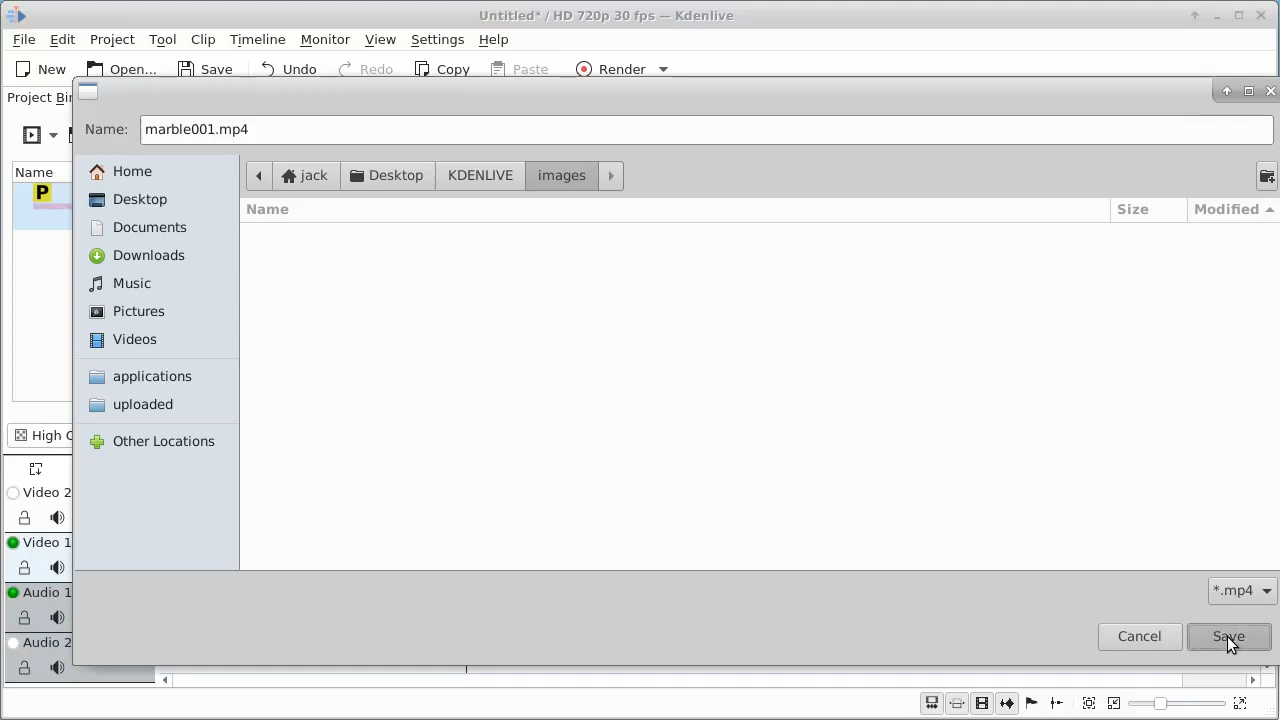 Untitled* / HD 720p 30 fps — Kdenlive
File Edit Project Tool Clip Timeline Monitor View Settings Help
New Open... Save Undo Redo Copy Paste Render
Project Bin
Name: marble001.mp4
Home
Desktop
Documents
Downloads
Music
Pictures
Videos
applications
uploaded
Other Locations
jack Desktop KDENLIVE images
Name Size Modified
Name
P
High
Video 2
Video 1
Audio 1
Audio 2
*.mp4
Cancel Save